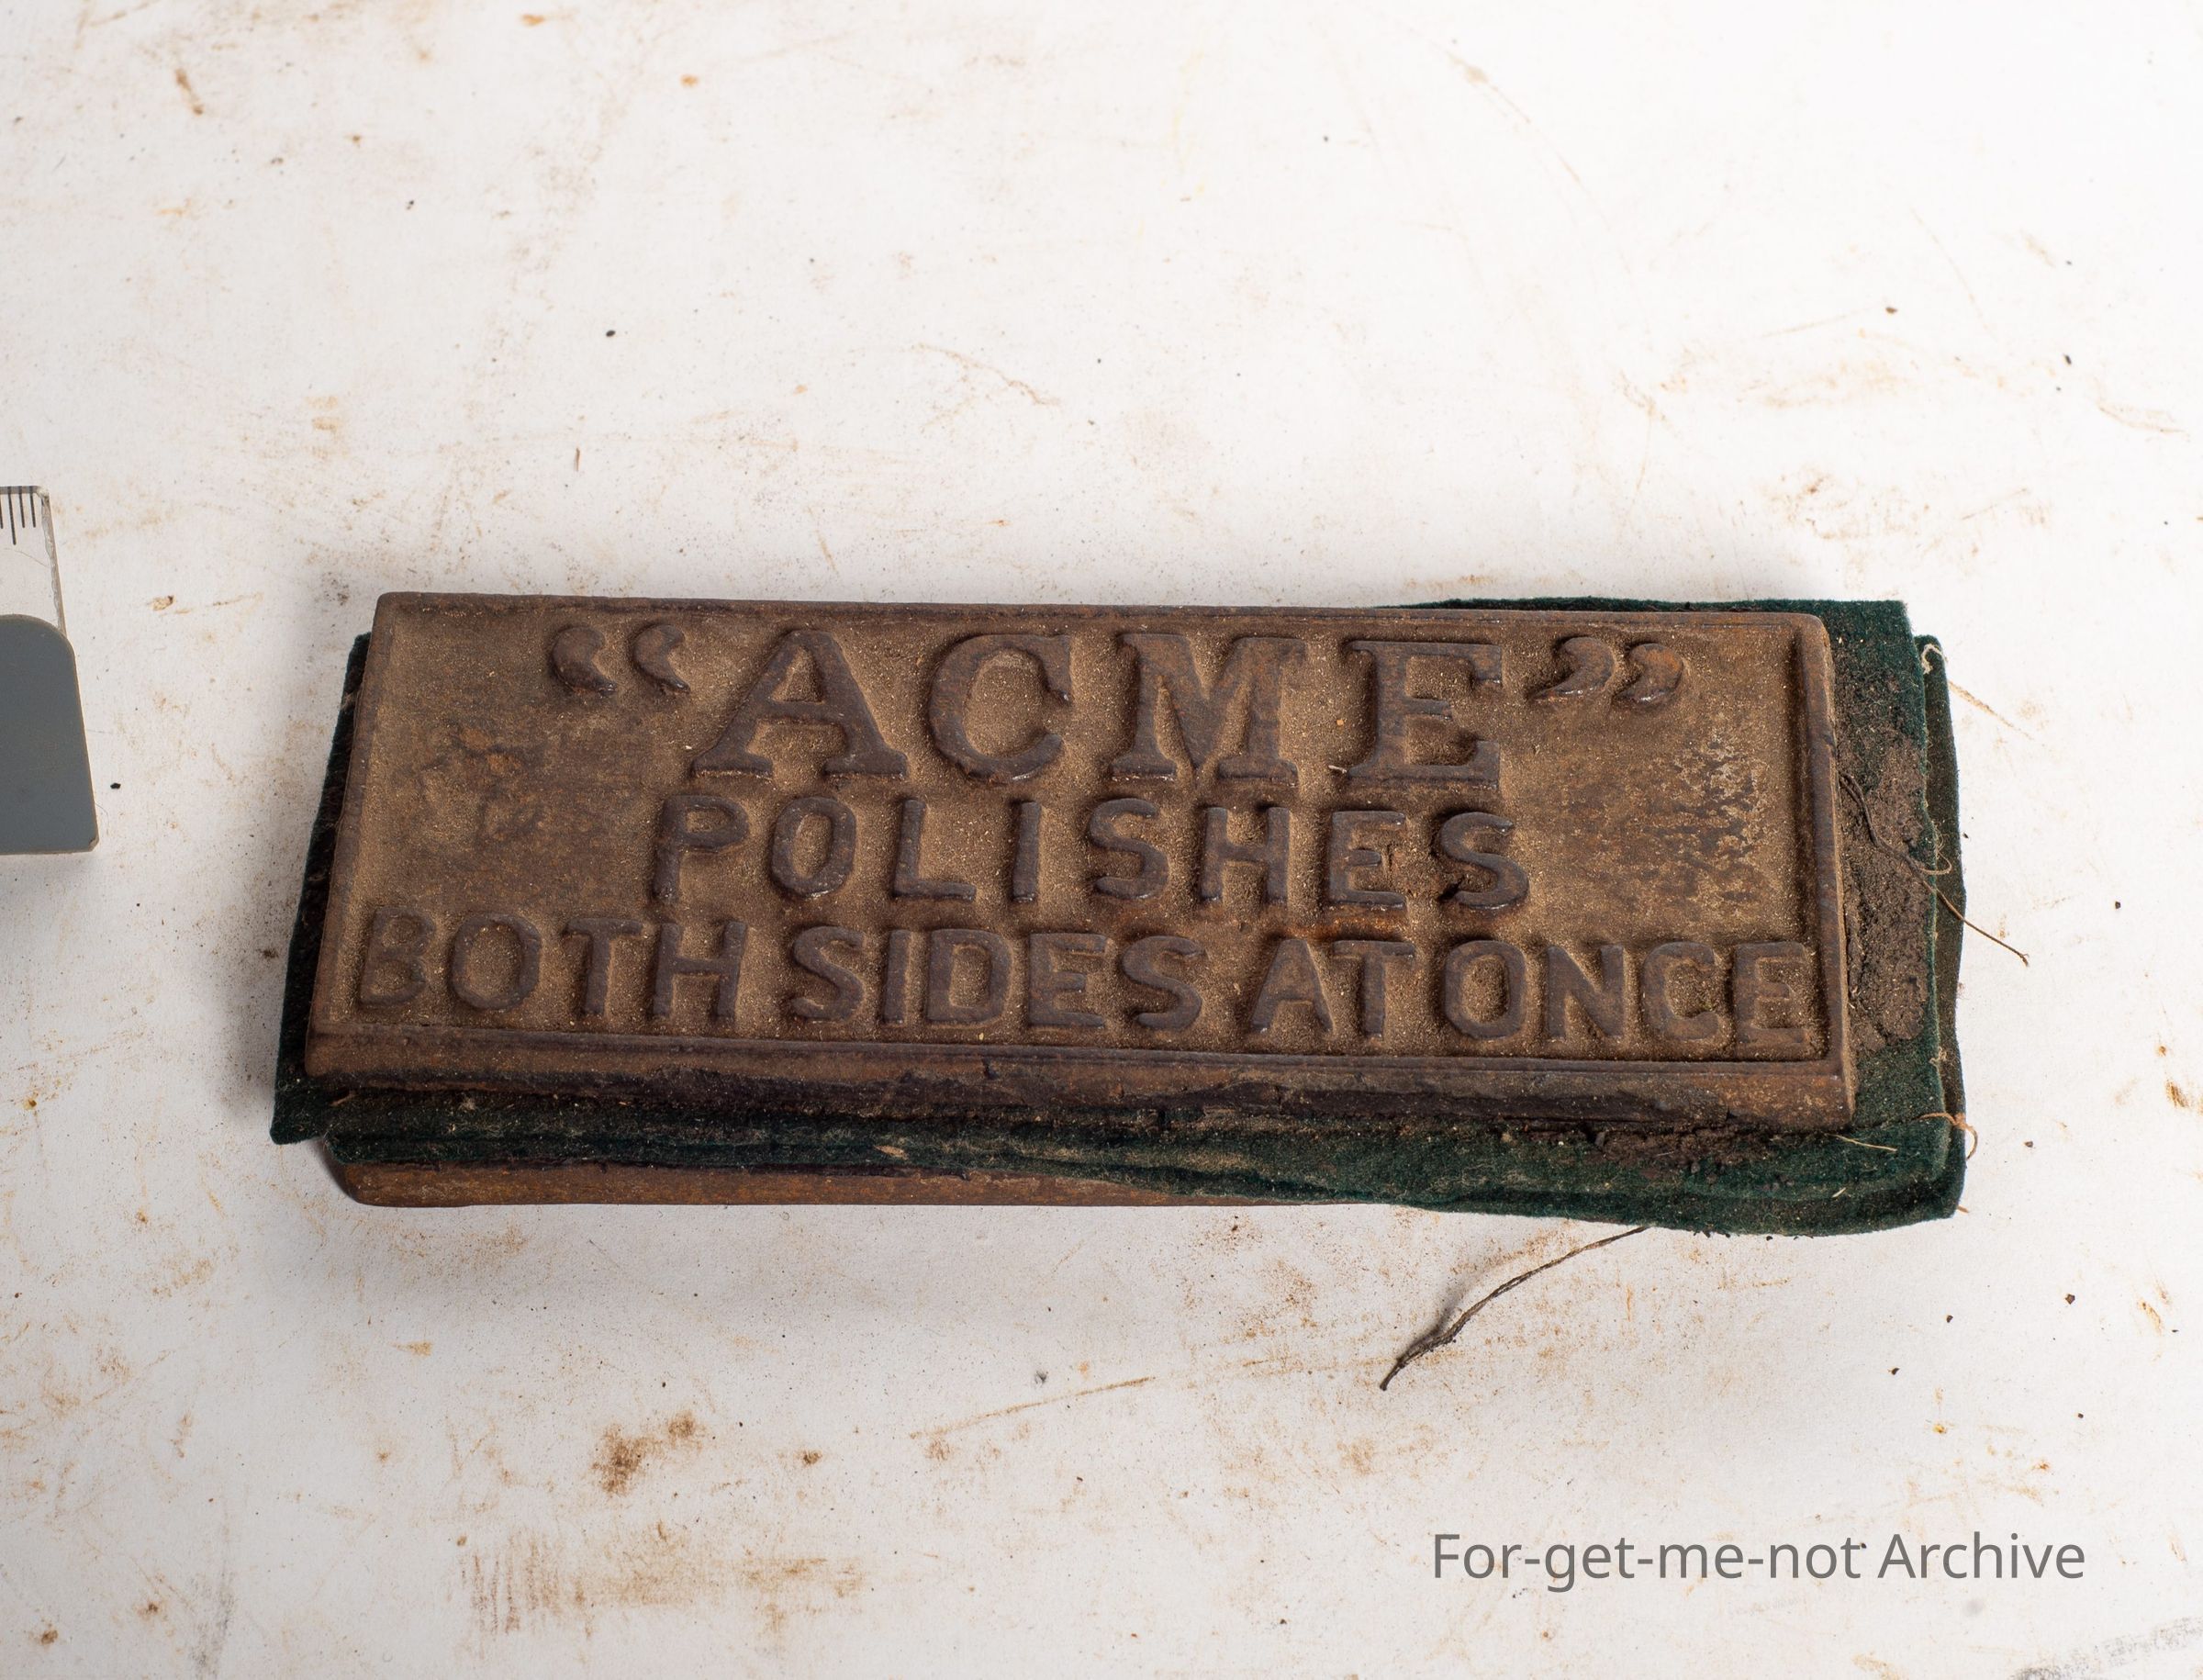 “ACME”
POLISHES
BOTH SIDES AT ONCE
For-get-me-not Archive